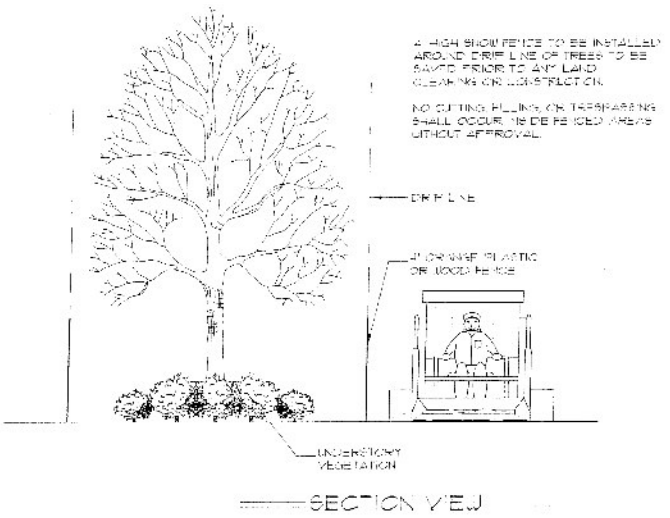 4' HIGH SNOW FENCE TO BE INSTALLED
AROUND DRIP LINE OF TREES TO BE
SAVED PRIOR TO ANY LAND
CLEARING OR CONSTRUCTION.
NO CUTTING, FILLING, OR TRESPASSING
SHALL OCCUR INSIDE FENCED AREAS
WITHOUT APPROVAL.
DRIP LINE
4' ORANGE PLASTIC
OR WOOD FENCE
UNDERSTORY
VEGETATION
SECTION VIEW